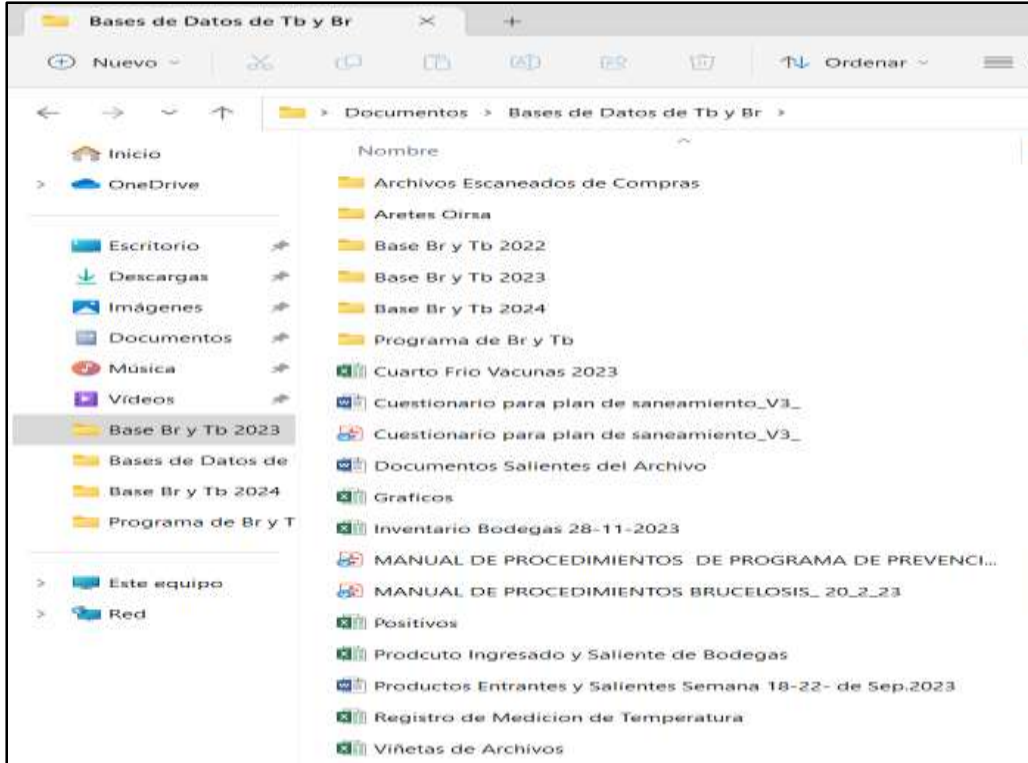 Bases de Datos de Tb y Br
Nuevo
Ordenar
Documentos > Bases de Datos de Tb y Br >
Inicio
OneDrive
Escritorio
Descargas
Imágenes
Documentos
Música
Vídeos
Base Br y Tb 2023
Bases de Datos de
Base Br y Tb 2024
Programa de Br y T
Este equipo
Red
Nombre
Archivos Escaneados de Compras
Aretes Oirsa
Base Br y Tb 2022
Base Br y Tb 2023
Base Br y Tb 2024
Programa de Br y Tb
Cuarto Frio Vacunas 2023
Cuestionario para plan de saneamiento_V3_
Cuestionario para plan de saneamiento_V3_
Documentos Salientes del Archivo
Graficos
Inventario Bodegas 28-11-2023
MANUAL DE PROCEDIMIENTOS DE PROGRAMA DE PREVENCI...
MANUAL DE PROCEDIMIENTOS BRUCELOSIS_ 20_2_23
Positivos
Prodcuto Ingresado y Saliente de Bodegas
Productos Entrantes y Salientes Semana 18-22- de Sep.2023
Registro de Medicion de Temperatura
Viñetas de Archivos